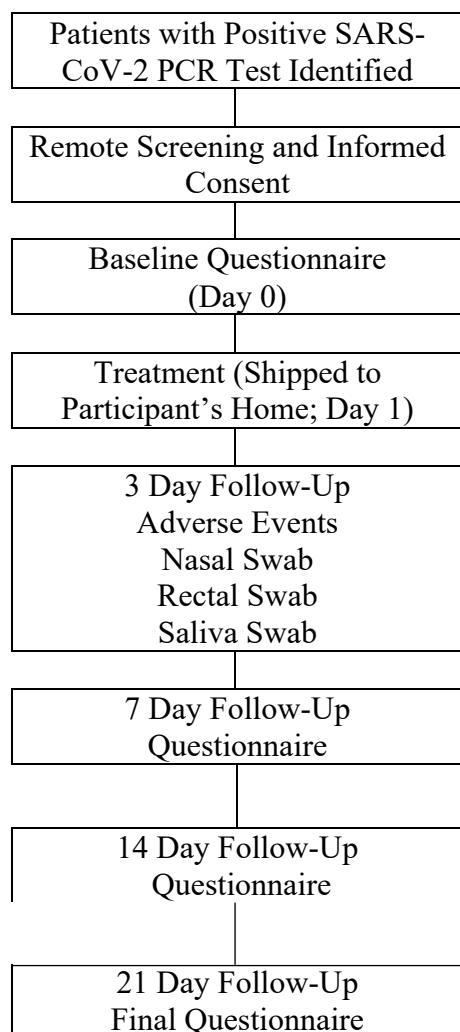 Patients with Positive SARS-
CoV-2 PCR Test Identified
Remote Screening and Informed
Consent
Baseline Questionnaire
(Day 0)
Treatment (Shipped to
Participant’s Home; Day 1)
3 Day Follow-Up
Adverse Events
Nasal Swab
Rectal Swab
Saliva Swab
7 Day Follow-Up
Questionnaire
14 Day Follow-Up
Questionnaire
21 Day Follow-Up
Final Questionnaire